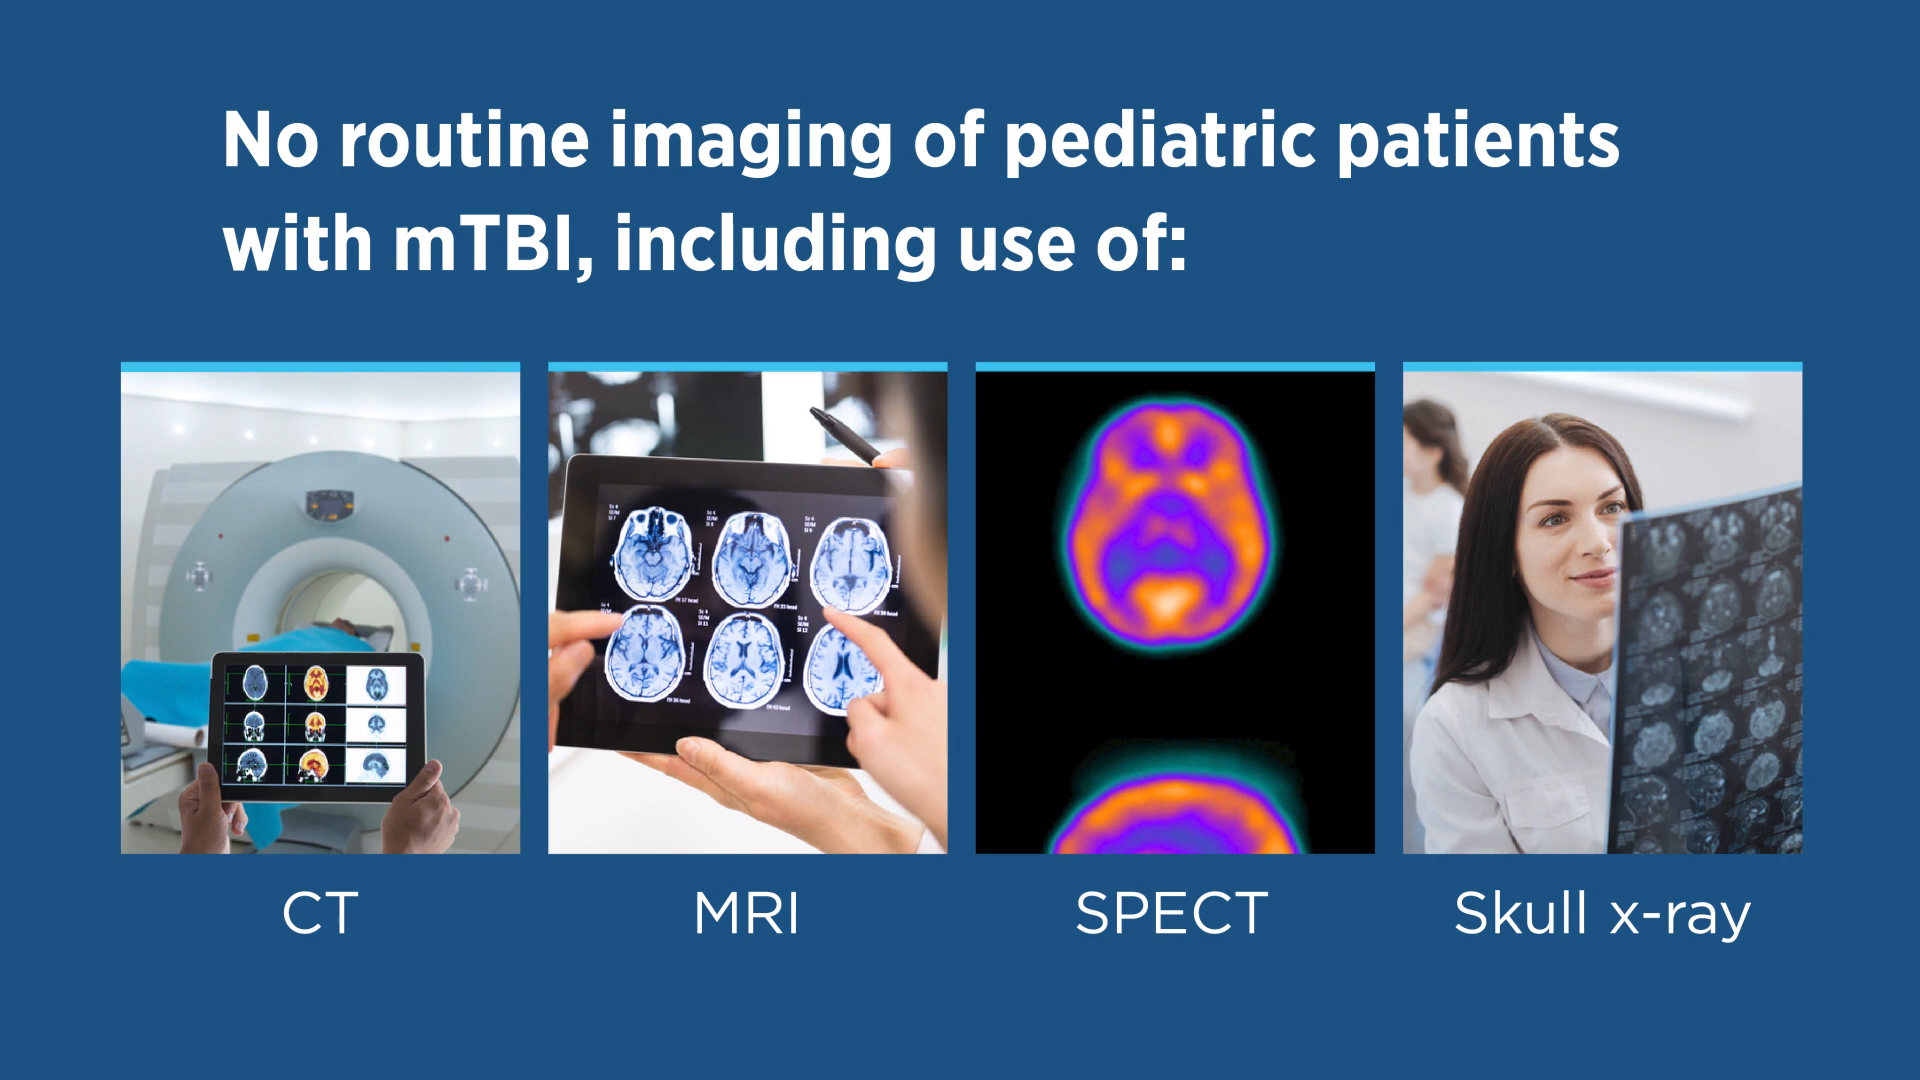 No routine imaging of pediatric patients
with mTBI, including use of:
CT
MRI
SPECT
Skull x-ray